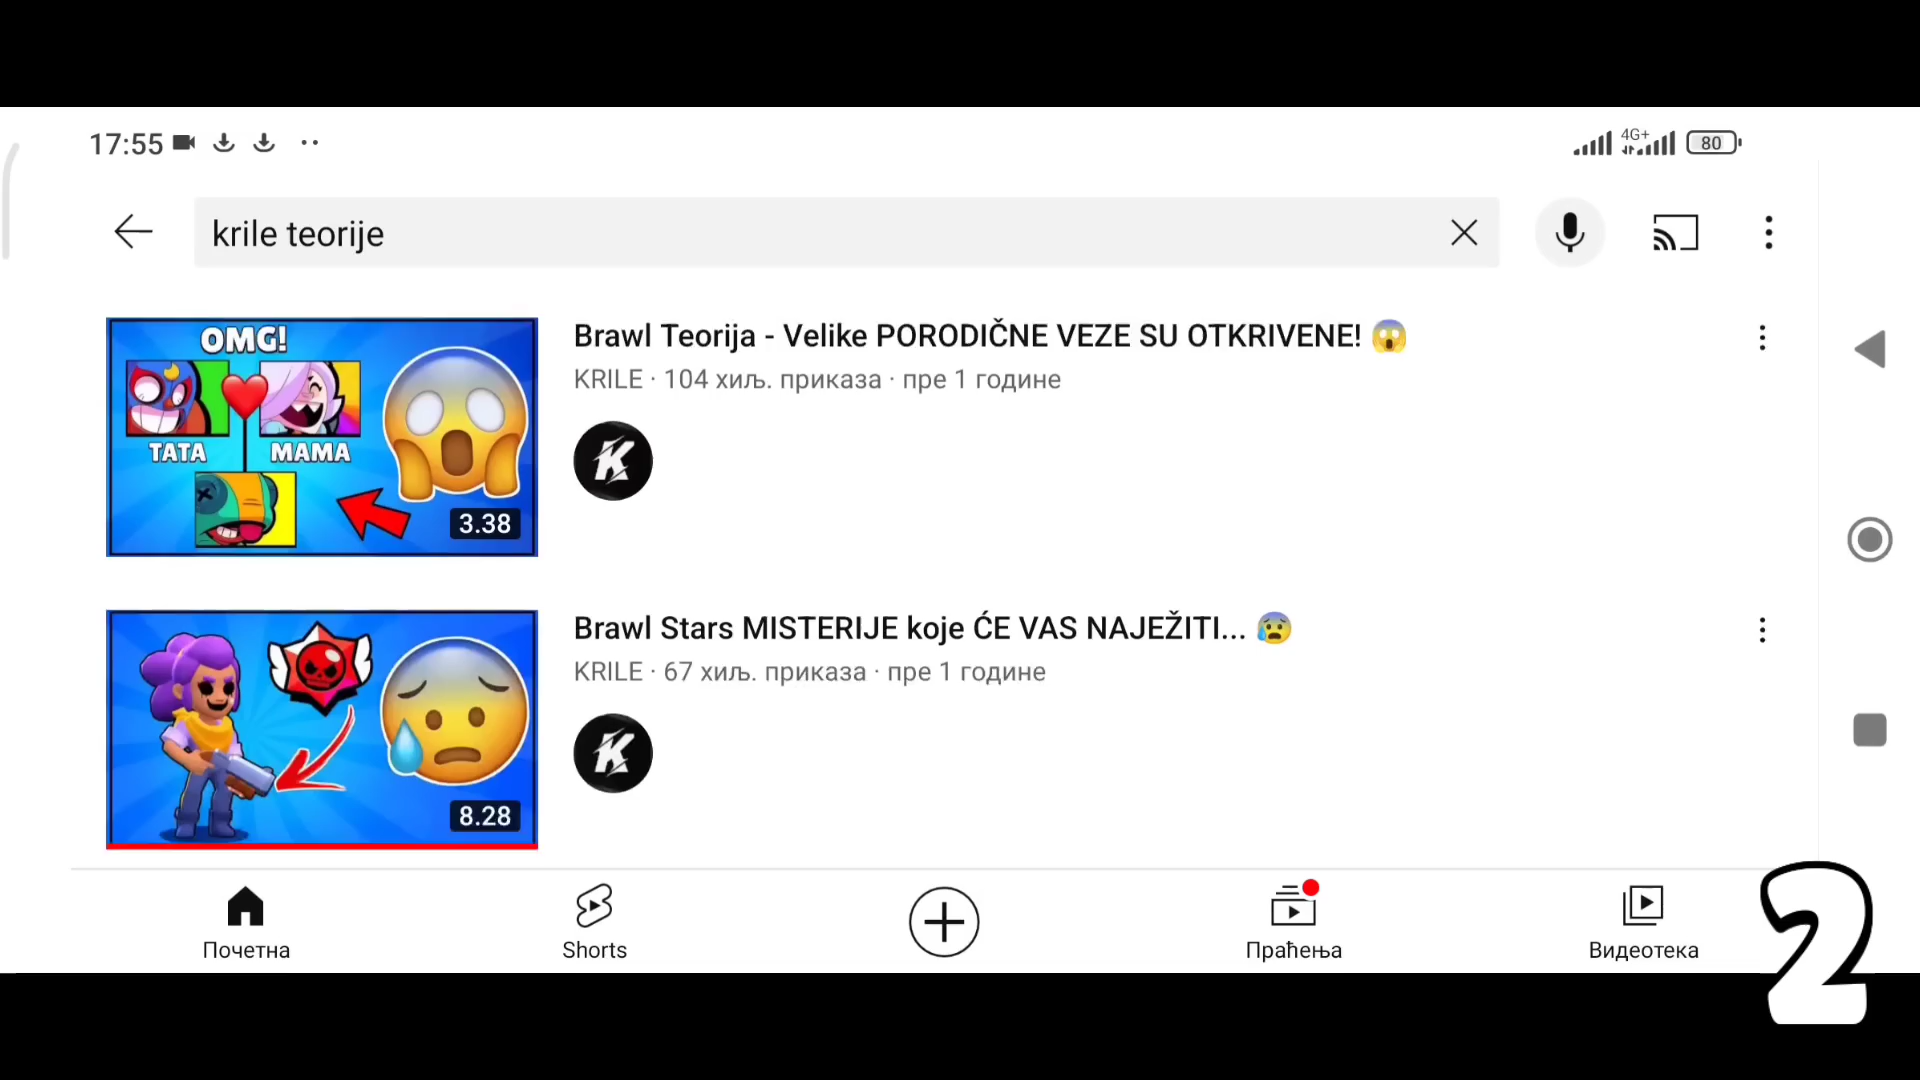 17:55
4G+
80
krile teorije
OMG!
TATA
MAMA
3.38
Brawl Teorija - Velike PORODIČNE VEZE SU OTKRIVENE! 😱
KRILE · 104 хиљ. приказа · пре 1 године
K
8.28
Brawl Stars MISTERIJE koje ĆE VAS NAJEŽITI... 😰
KRILE · 67 хиљ. приказа · пре 1 године
K
Почетна
Shorts
Праћења
Видеотека
2